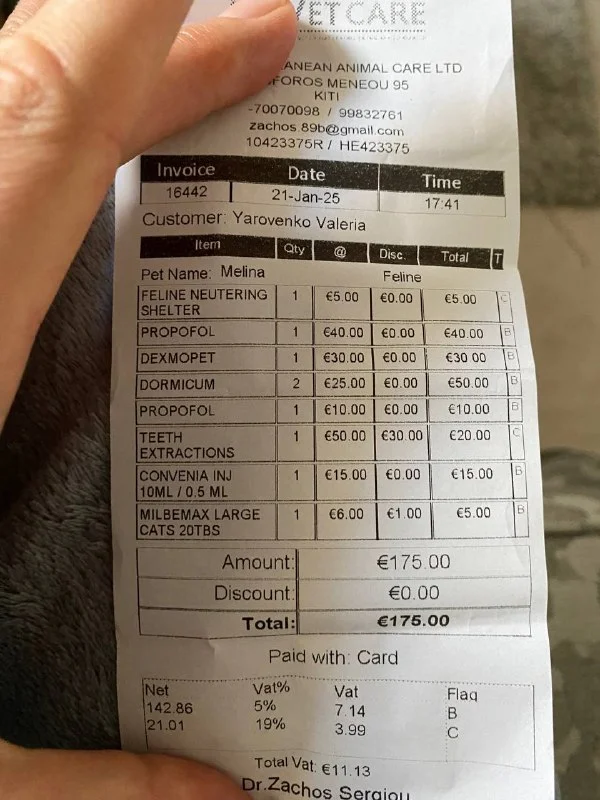 VET CARE
ANEAN ANIMAL CARE LTD
FOROS MENEOU 95
KITI
-70070098 / 99832761
zachos.89b@gmail.com
10423375R / HE423375
Invoice Date Time
16442 21-Jan-25 17:41
Customer: Yarovenko Valeria
Item Qty @ Disc. Total T
Pet Name: Melina Feline
FELINE NEUTERING 1 €5.00 €0.00 €5.00 C
SHELTER
PROPOFOL 1 €40.00 €0.00 €40.00 B
DEXMOPET 1 €30.00 €0.00 €30.00 B
DORMICUM 2 €25.00 €0.00 €50.00 B
PROPOFOL 1 €10.00 €0.00 €10.00 B
TEETH 1 €50.00 €30.00 €20.00 C
EXTRACTIONS
CONVENIA INJ 1 €15.00 €0.00 €15.00 B
10ML / 0.5 ML
MILBEMAX LARGE 1 €6.00 €1.00 €5.00 B
CATS 20TBS
Amount: €175.00
Discount: €0.00
Total: €175.00
Paid with: Card
Net Vat% Vat Flag
142.86 5% 7.14 B
21.01 19% 3.99 C
Total Vat: €11.13
Dr.Zachos Sergiou